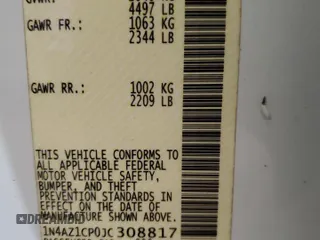 GVWR:
4497 LB
GAWR FR.: 1063 KG
2344 LB
GAWR RR.: 1002 KG
2209 LB
THIS VEHICLE CONFORMS TO
ALL APPLICABLE FEDERAL
MOTOR VEHICLE SAFETY,
BUMPER, AND THEFT
PREVENTION STANDARDS IN
EFFECT ON THE DATE OF
MANUFACTURE SHOWN ABOVE
1N4AZ1CP0JC308817